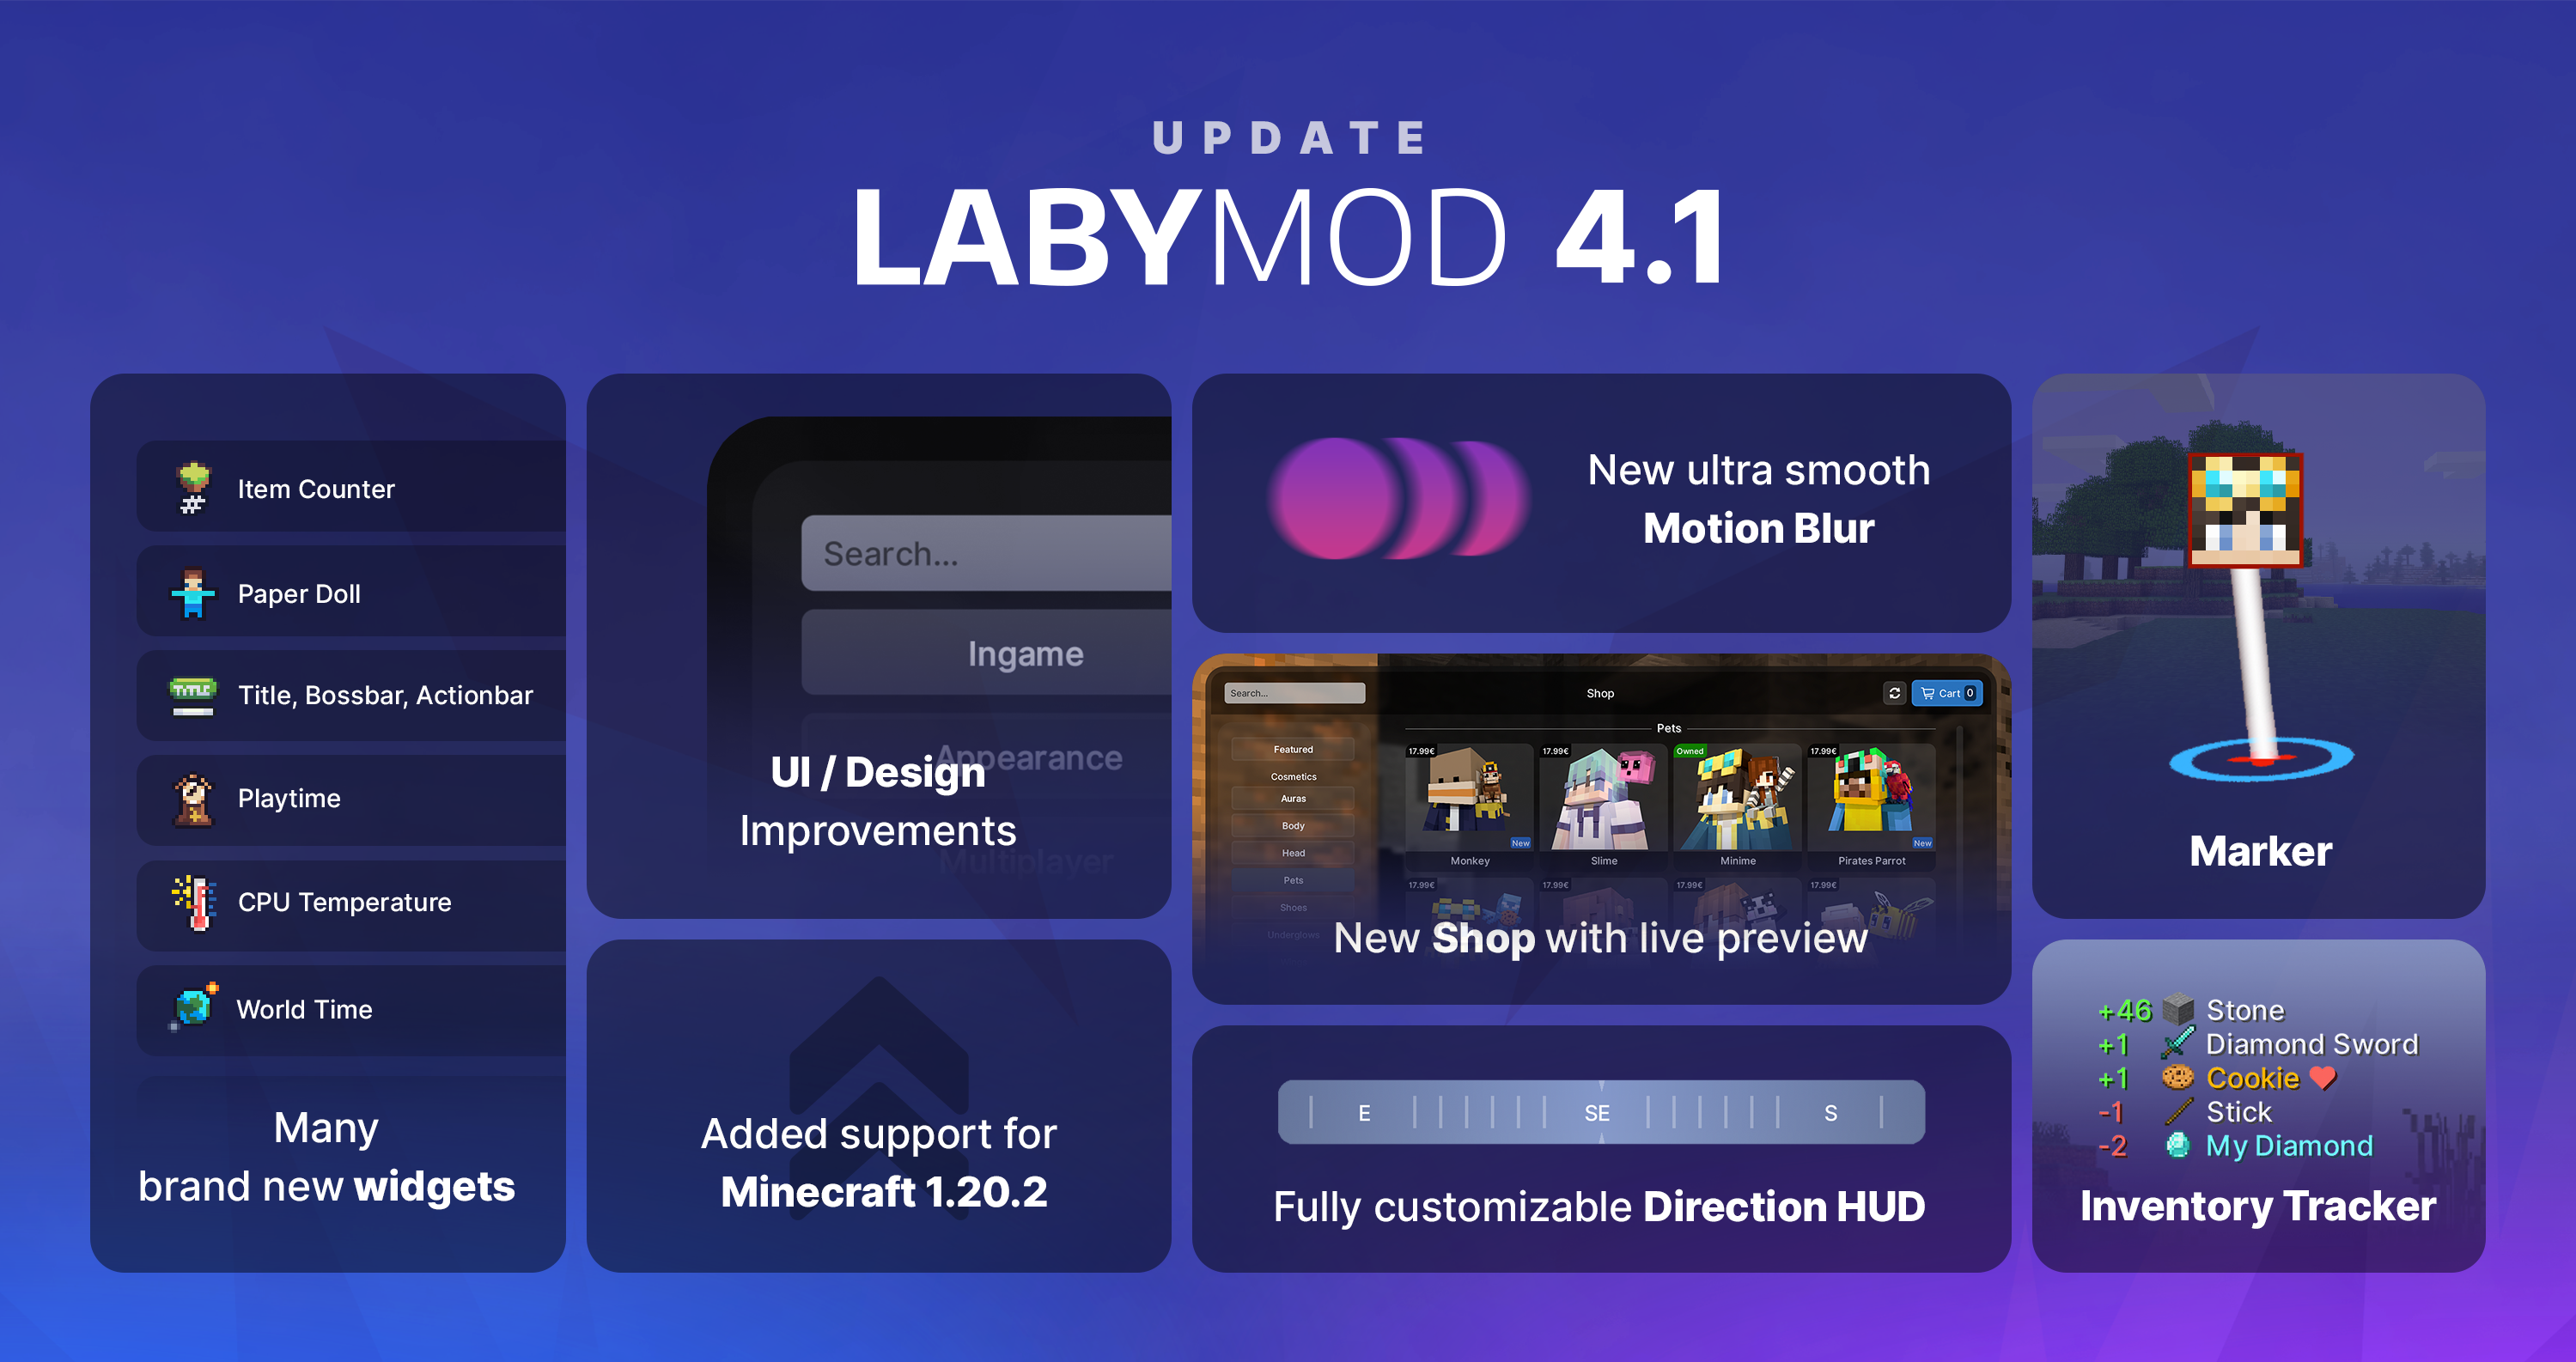 UPDATE
LABYMOD 4.1
Item Counter
Paper Doll
TITLE
Title, Bossbar, Actionbar
Playtime
CPU Temperature
World Time
Many
brand new widgets
Search...
Ingame
Appearance
Multiplayer
UI / Design
Improvements
Added support for
Minecraft 1.20.2
New ultra smooth
Motion Blur
Search...
Shop
Cart 0
Featured
Cosmetics
Auras
Body
Head
Pets
Shoes
Underglows
Pets
17.99€ 17.99€ Owned 17.99€
New New
Monkey Slime Minime Pirates Parrot
17.99€ 17.99€ 17.99€ 17.99€
New Shop with live preview
E SE S
Fully customizable Direction HUD
Marker
+46 Stone
+1 Diamond Sword
+1 Cookie ❤
-1 Stick
-2 My Diamond
Inventory Tracker